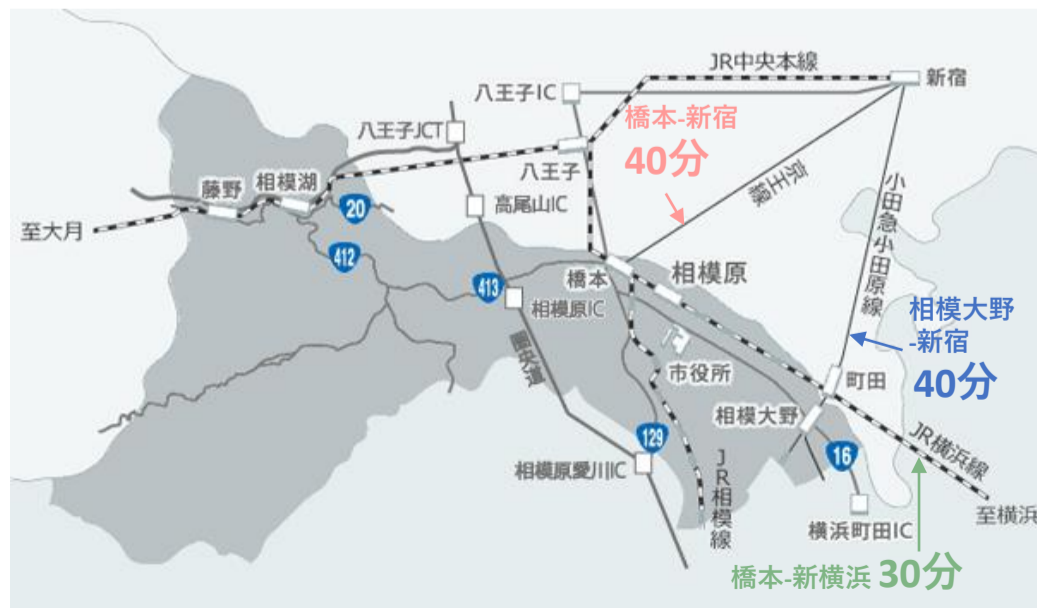 JR中央本線
新宿
八王子IC
橋本-新宿
40分
八王子JCT
八王子
京王線
藤野
相模湖
20
高尾山IC
小田急小田原線
至大月
412
橋本
相模原
413
相模原IC
相模大野
-新宿
40分
圏央道
市役所
町田
相模大野
129
16
JR横浜線
相模原愛川IC
JR相模線
至横浜
横浜町田IC
橋本-新横浜 30分